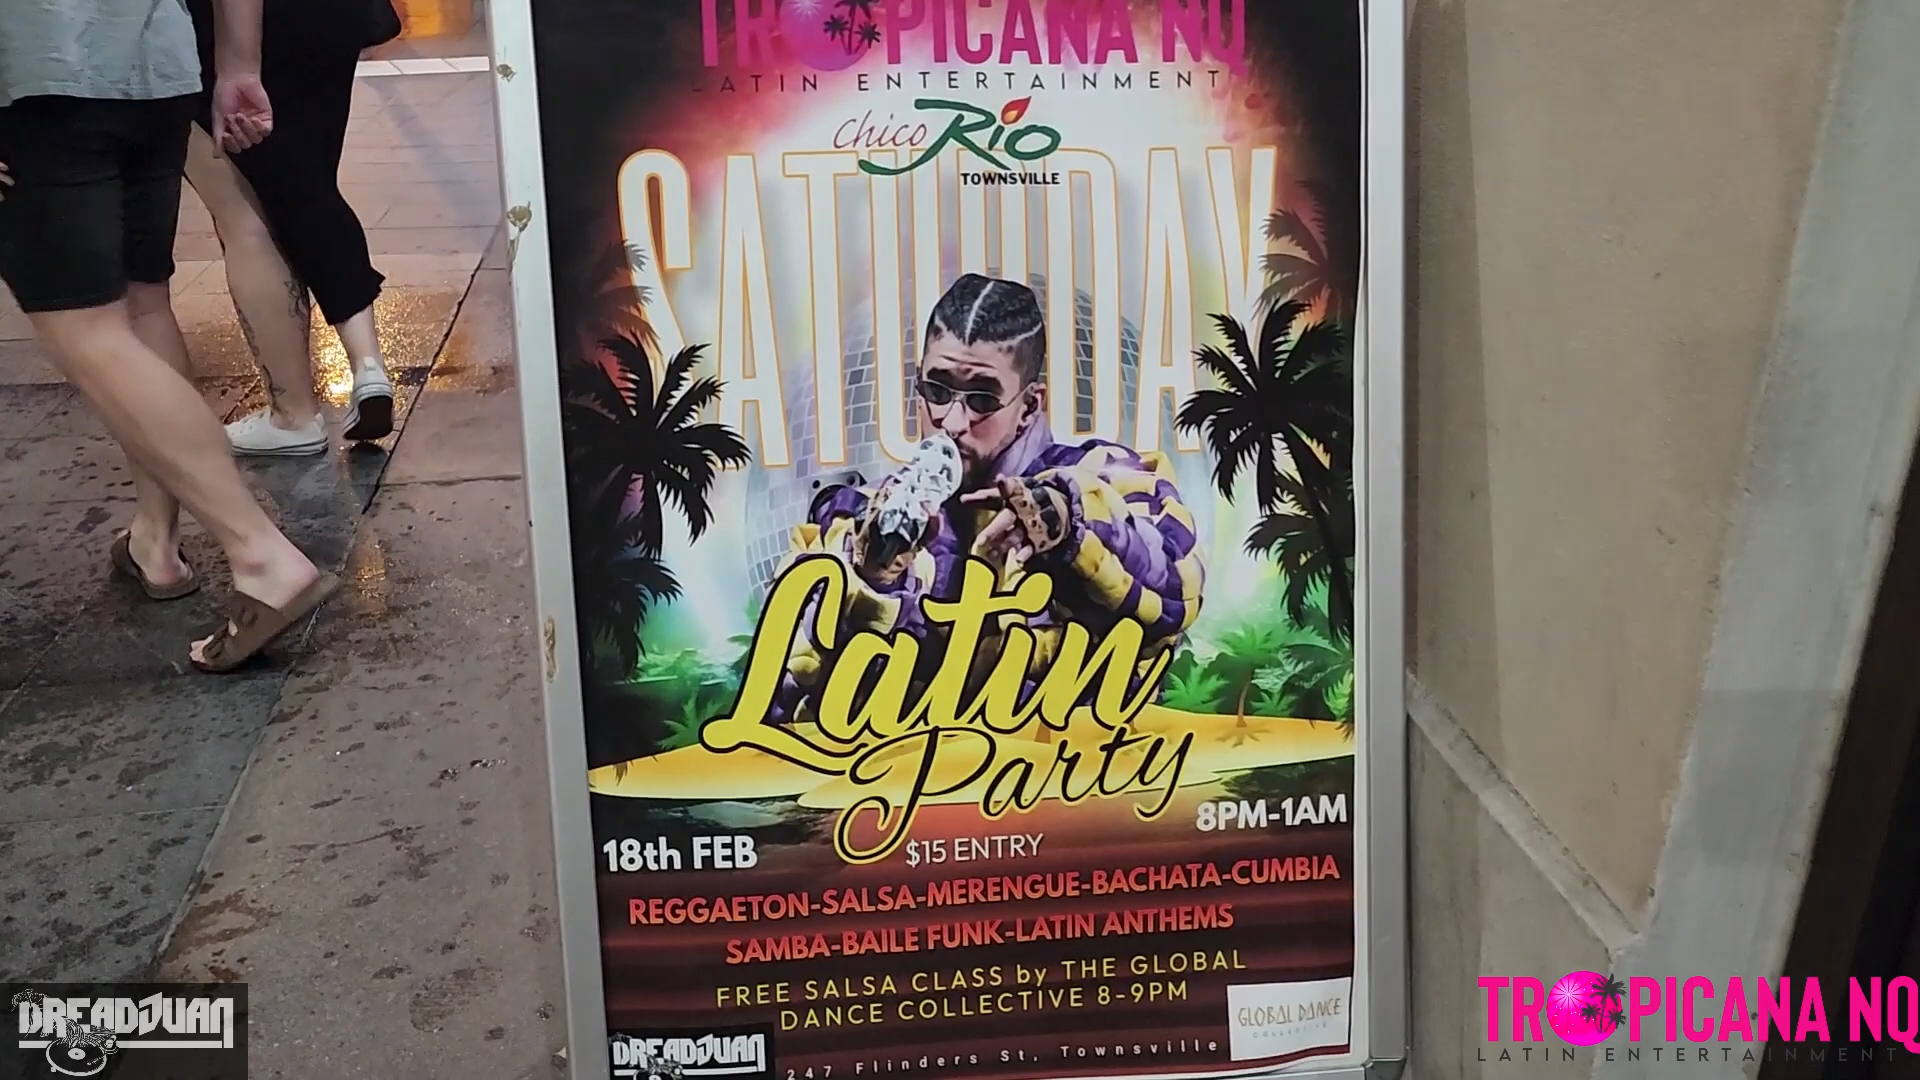 TROPICANA NQ
LATIN ENTERTAINMENT
Chico Rio
TOWNSVILLE
SATURDAY
Latin
Party
18th FEB
$15 ENTRY
8PM-1AM
REGGAETON-SALSA-MERENGUE-BACHATA-CUMBIA
SAMBA-BAILE FUNK-LATIN ANTHEMS
FREE SALSA CLASS by THE GLOBAL
DANCE COLLECTIVE 8-9PM
GLOBAL DANCE
COLLECTIVE
DREADJUAN
247 Flinders St, Townsville
DREADJUAN
TROPICANA NQ
LATIN ENTERTAINMENT